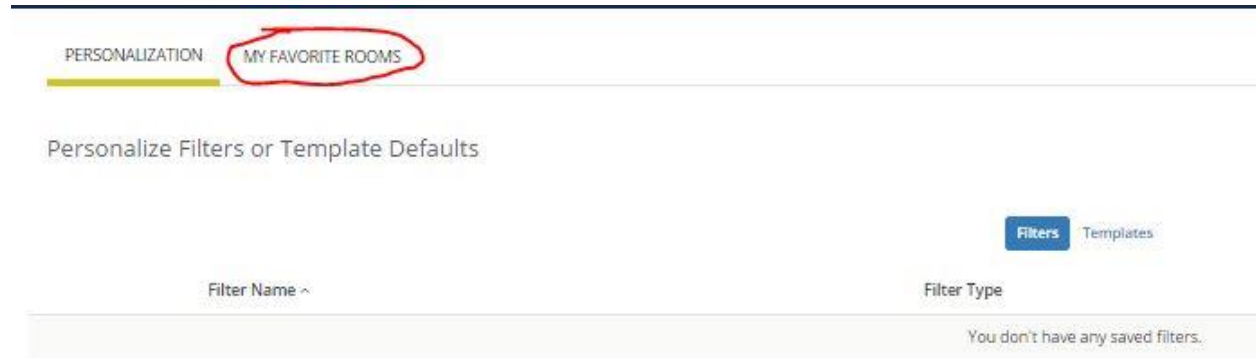 PERSONALIZATION MY FAVORITE ROOMS
Personalize Filters or Template Defaults
Filters Templates
Filter Name Filter Type
You don't have any saved filters.